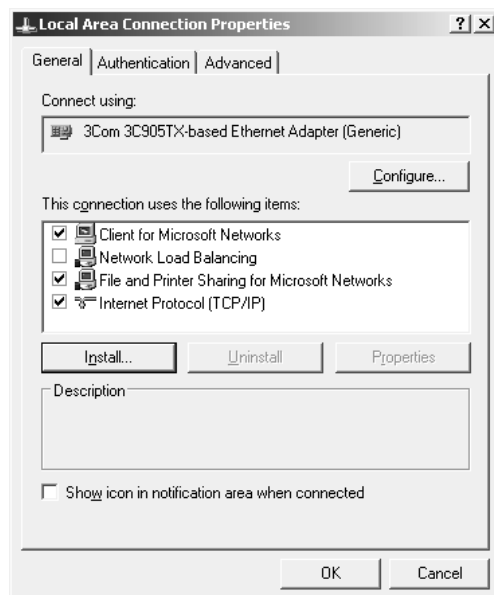 Local Area Connection Properties ? ×
General Authentication Advanced
Connect using:
3Com 3C905TX-based Ethernet Adapter (Generic)
Configure...
This connection uses the following items:
Client for Microsoft Networks
Network Load Balancing
File and Printer Sharing for Microsoft Networks
Internet Protocol (TCP/IP)
Install... Uninstall Properties
Description
Show icon in notification area when connected
OK Cancel